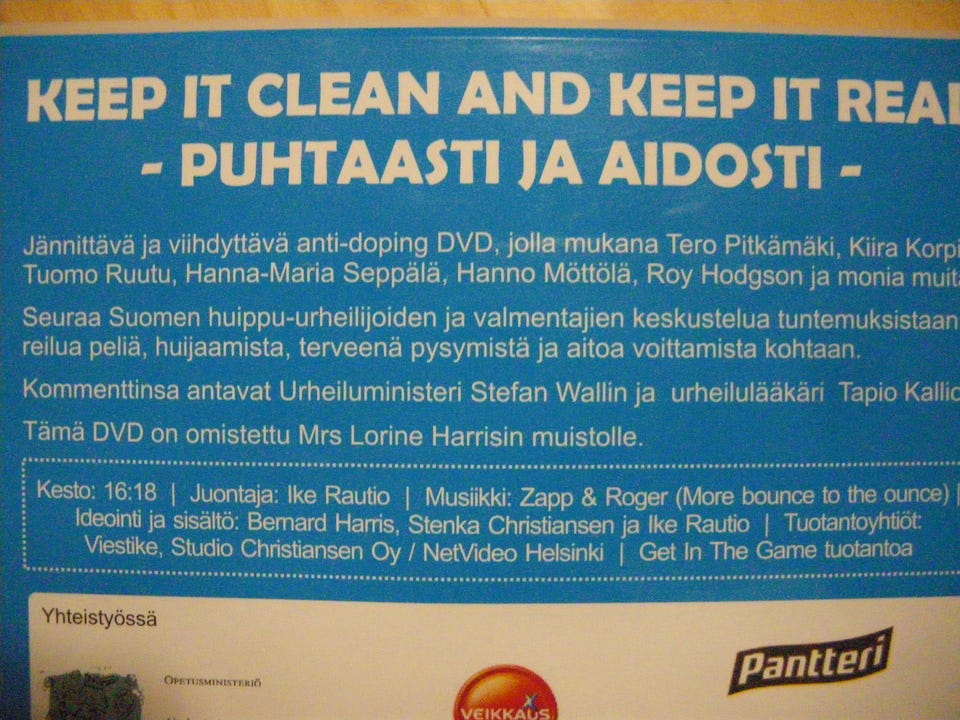 KEEP IT CLEAN AND KEEP IT REAL
- PUHTAASTI JA AIDOSTI -
Jännittävä ja viihdyttävä anti-doping DVD, jolla mukana Tero Pitkämäki, Kiira Korpi
Tuomo Ruutu, Hanna-Maria Seppälä, Hanno Möttölä, Roy Hodgson ja monia muita
Seuraa Suomen huippu-urheilijoiden ja valmentajien keskustelua tuntemuksistaan
reilua peliä, huijaamista, terveenä pysymistä ja aitoa voittamista kohtaan.
Kommenttinsa antavat Urheiluministeri Stefan Wallin ja urheilulääkäri Tapio Kallio
Tämä DVD on omistettu Mrs Lorine Harrisin muistolle.
Kesto: 16:18 | Juontaja: Ike Rautio | Musiikki: Zapp & Roger (More bounce to the ounce) |
Ideointi ja sisältö: Bernard Harris, Stenka Christiansen ja Ike Rautio | Tuotantoyhtiöt:
Viestike, Studio Christiansen Oy / NetVideo Helsinki | Get In The Game tuotantoa
Yhteistyössä
OPETUSMINISTERIÖ
VEIKKAUS
Pantteri